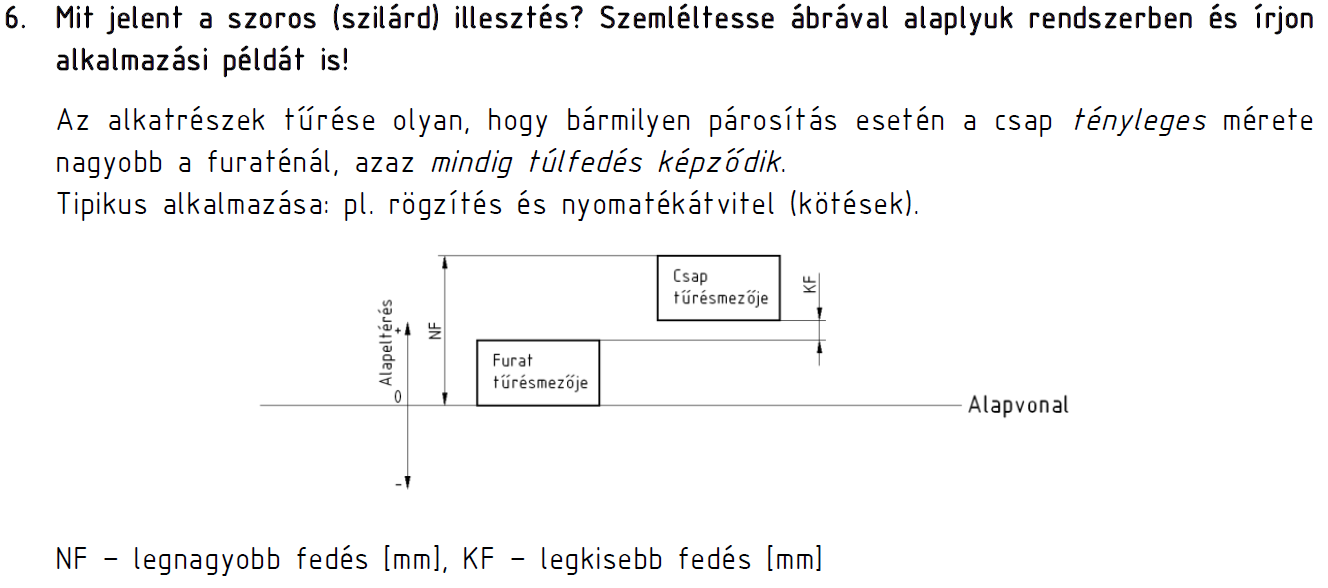 6. Mit jelent a szoros (szilárd) illesztés? Szemléltesse ábrával alaplyuk rendszerben és írjon
alkalmazási példát is!
Az alkatrészek tűrése olyan, hogy bármilyen párosítás esetén a csap tényleges mérete
nagyobb a furaténál, azaz mindig túlfedés képződik.
Tipikus alkalmazása: pl. rögzítés és nyomatékátvitel (kötések).
Alapeltérés
+
0
-
NF
Furat
tűrésmezője
Csap
tűrésmezője
KF
Alapvonal
NF – legnagyobb fedés [mm], KF – legkisebb fedés [mm]